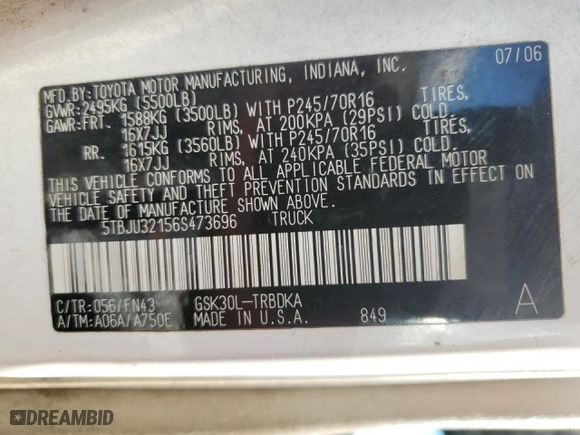 MFD.BY:TOYOTA MOTOR MANUFACTURING, INDIANA, INC. 07/06
GVWR: 2495KG (5500LB)
GAWR:FRT. 1588KG (3500LB) WITH P245/70R16 TIRES,
16X7JJ RIMS, AT 200KPA (29PSI) COLD.
RR. 1615KG (3560LB) WITH P245/70R16 TIRES,
16X7JJ RIMS, AT 240KPA (35PSI) COLD.
THIS VEHICLE CONFORMS TO ALL APPLICABLE FEDERAL MOTOR
VEHICLE SAFETY AND THEFT PREVENTION STANDARDS IN EFFECT ON
THE DATE OF MANUFACTURE SHOWN ABOVE.
5TBJU32156S473696 TRUCK
C/TR:056/FN43 GSK30L-TRBDKA
A/TM:A06A/A750E MADE IN U.S.A. 849 A
DREAMBID